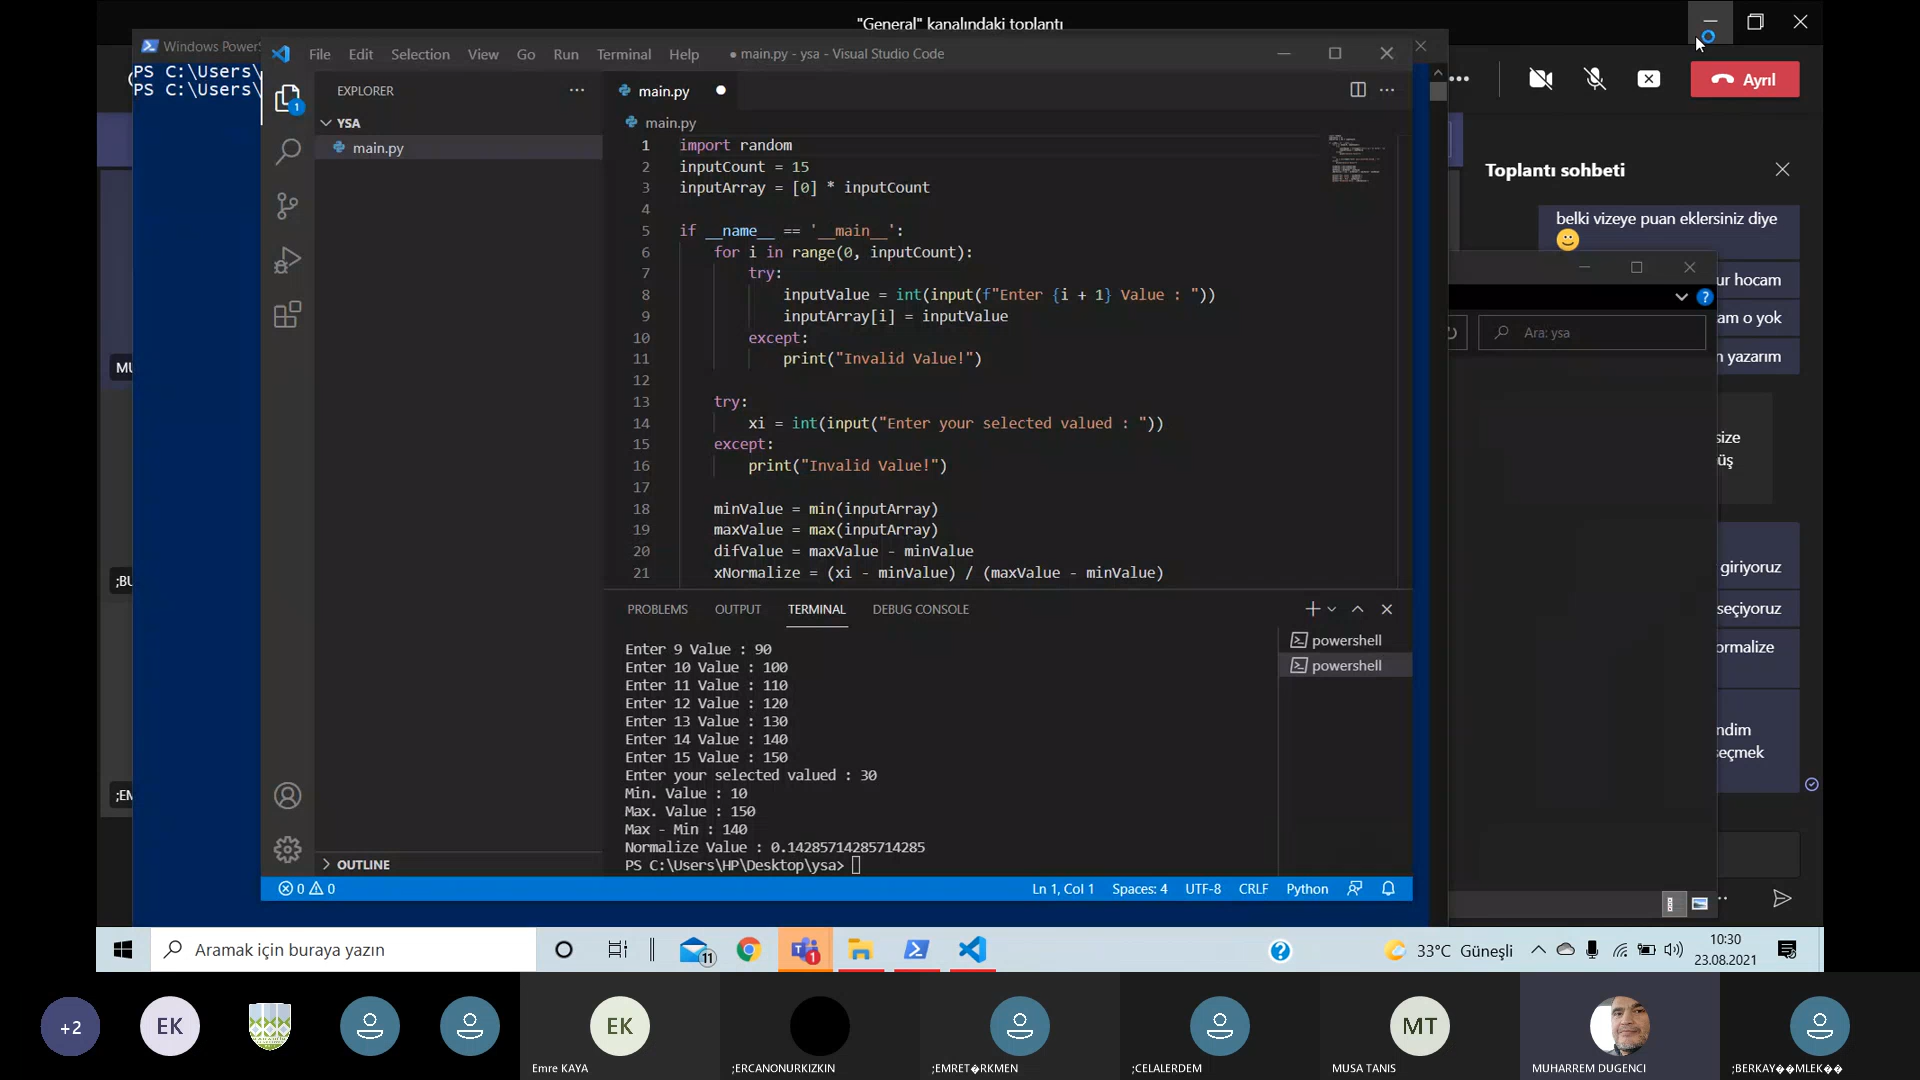 "General" kanalındaki toplantı
Windows PowerS
PS C:\Users\
PS C:\Users\
File Edit Selection View Go Run Terminal Help
● main.py - ysa - Visual Studio Code
Ayrıl
EXPLORER
YSA
main.py
1
OUTLINE
main.py
main.py
1 import random
2 inputCount = 15
3 inputArray = [0] * inputCount
4
5 if __name__ == '__main__':
6 for i in range(0, inputCount):
7 try:
8 inputValue = int(input(f"Enter {i + 1} Value : "))
9 inputArray[i] = inputValue
10 except:
11 print("Invalid Value!")
12
13 try:
14 xi = int(input("Enter your selected valued : "))
15 except:
16 print("Invalid Value!")
17
18 minValue = min(inputArray)
19 maxValue = max(inputArray)
20 difValue = maxValue - minValue
21 xNormalize = (xi - minValue) / (maxValue - minValue)
PROBLEMS OUTPUT TERMINAL DEBUG CONSOLE
Enter 9 Value : 90
Enter 10 Value : 100
Enter 11 Value : 110
Enter 12 Value : 120
Enter 13 Value : 130
Enter 14 Value : 140
Enter 15 Value : 150
Enter your selected valued : 30
Min. Value : 10
Max. Value : 150
Max - Min : 140
Normalize Value : 0.14285714285714285
PS C:\Users\HP\Desktop\ysa>
powershell
powershell
0 0
Ln 1, Col 1 Spaces: 4 UTF-8 CRLF Python
Toplantı sohbeti
belki vizeye puan eklersiniz diye
ur hocam
am o yok
Ara: ysa
n yazarım
size
üş
giriyoruz
seçiyoruz
ormalize
ndim
seçmek
MU
;BU
;EM
Aramak için buraya yazın
11
1
33°C Güneşli
10:30
23.08.2021
+2
EK
EK
MT
Emre KAYA
;ERCANONURKIZKIN
;EMRET�RKMEN
;CELALERDEM
MUSA TANIS
MUHARREM DUGENCI
;BERKAY��MLEK��